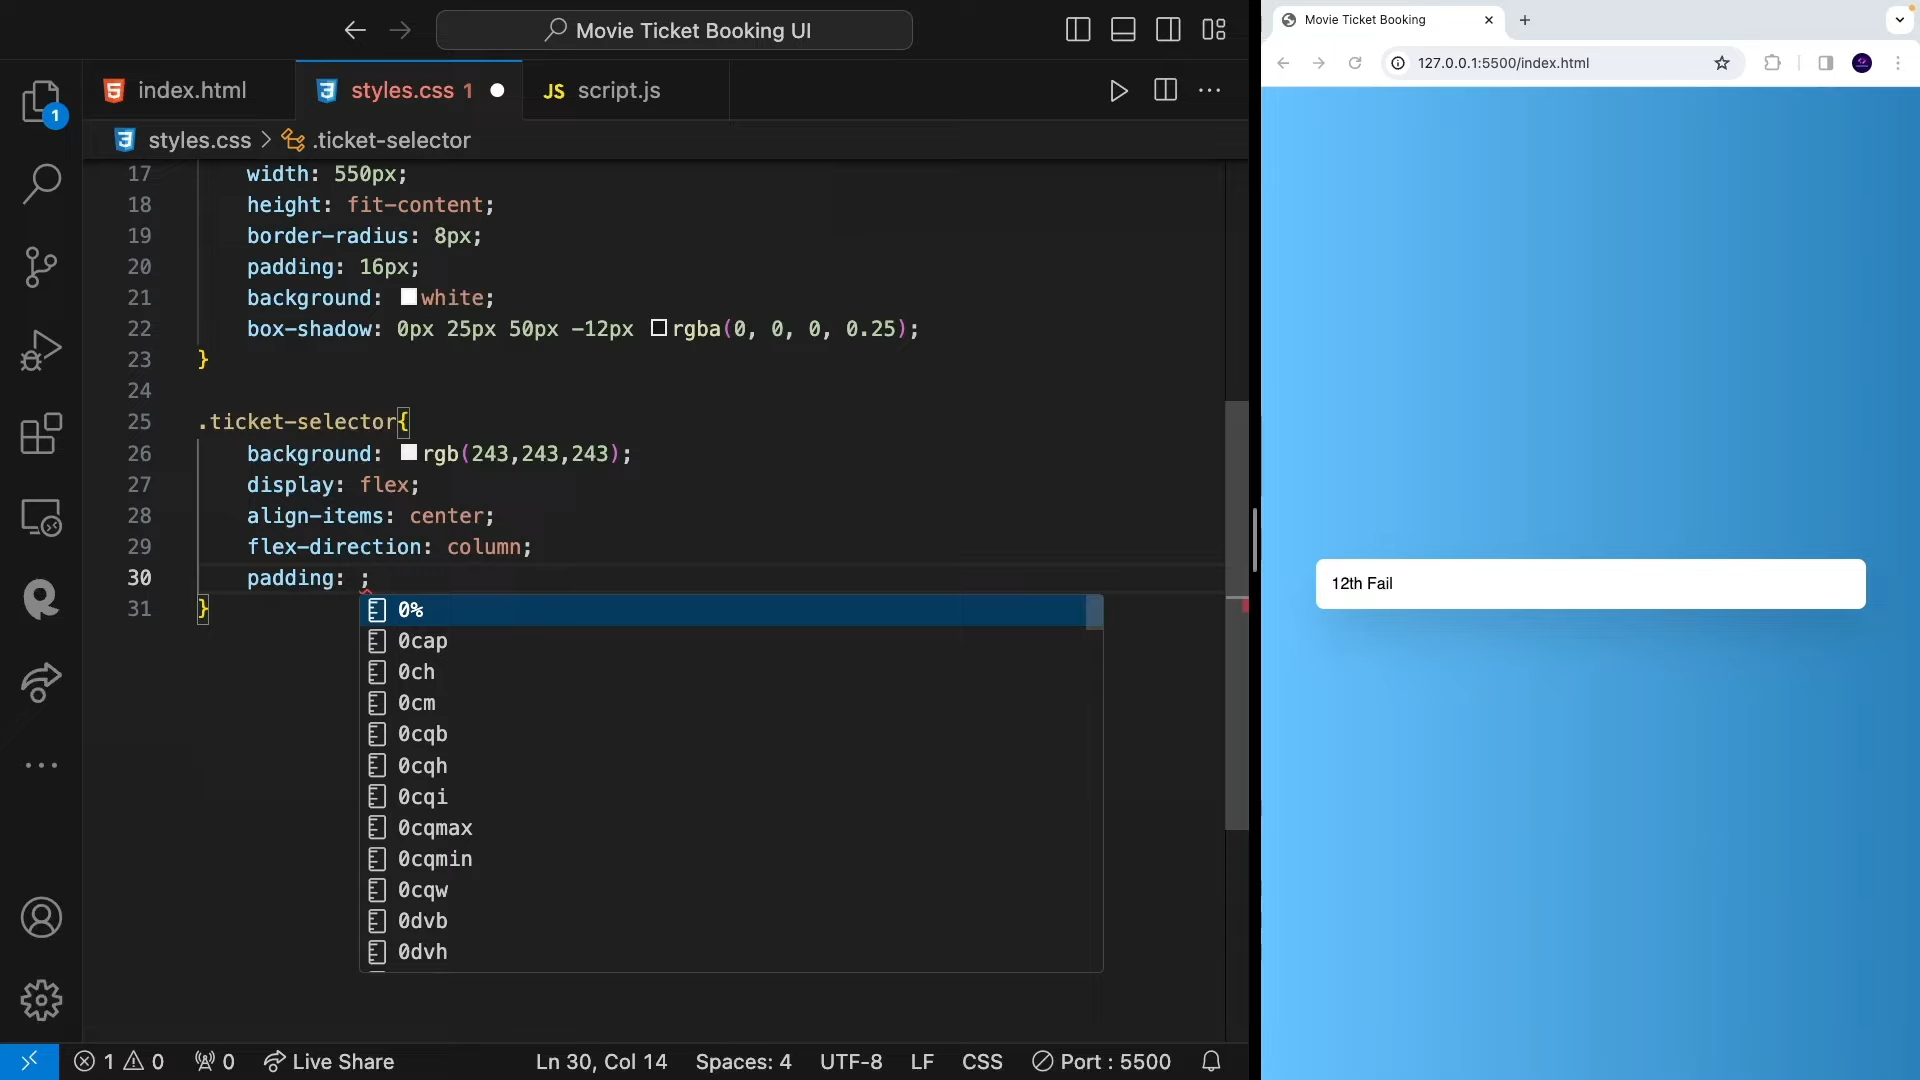 Movie Ticket Booking UI
index.html
styles.css 1
JS script.js
styles.css > .ticket-selector
17 width: 550px;
18 height: fit-content;
19 border-radius: 8px;
20 padding: 16px;
21 background: white;
22 box-shadow: 0px 25px 50px -12px rgba(0, 0, 0, 0.25);
23 }
24
25 .ticket-selector{
26 background: rgb(243,243,243);
27 display: flex;
28 align-items: center;
29 flex-direction: column;
30 padding: ;
31 }
0%
0cap
0ch
0cm
0cqb
0cqh
0cqi
0cqmax
0cqmin
0cqw
0dvb
0dvh
1
1 0 0 Live Share Ln 30, Col 14 Spaces: 4 UTF-8 LF CSS Port : 5500
Movie Ticket Booking
127.0.0.1:5500/index.html
12th Fail